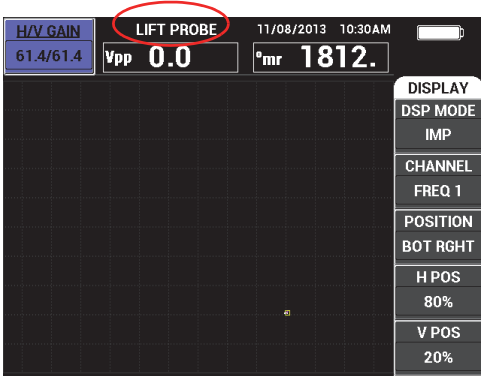 H/V GAIN LIFT PROBE 11/08/2013 10:30AM
61.4/61.4 Vpp 0.0 °mr 1812.
DISPLAY
DSP MODE
IMP
CHANNEL
FREQ 1
POSITION
BOT RGHT
H POS
80%
V POS
20%